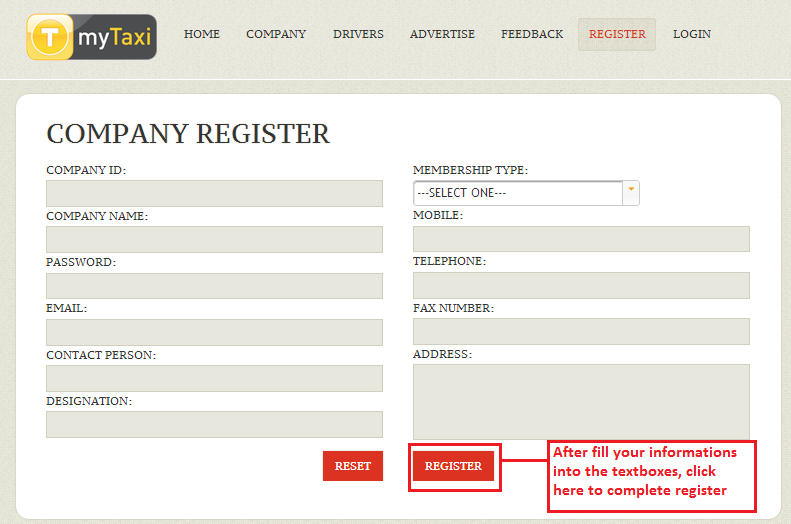 T myTaxi
HOME COMPANY DRIVERS ADVERTISE FEEDBACK REGISTER LOGIN
COMPANY REGISTER
COMPANY ID:
COMPANY NAME:
PASSWORD:
EMAIL:
CONTACT PERSON:
DESIGNATION:
MEMBERSHIP TYPE:
---SELECT ONE---
MOBILE:
TELEPHONE:
FAX NUMBER:
ADDRESS:
RESET
REGISTER
After fill your informations
into the textboxes, click
here to complete register